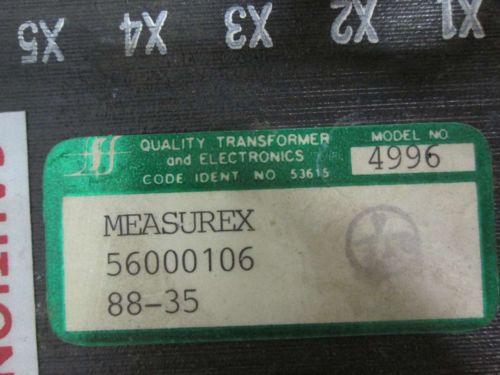 X5 X4 X3 X2 X1
QUALITY TRANSFORMER
and ELECTRONICS
CODE IDENT. NO 53615
MODEL NO
4996
MEASUREX
56000106
88-35